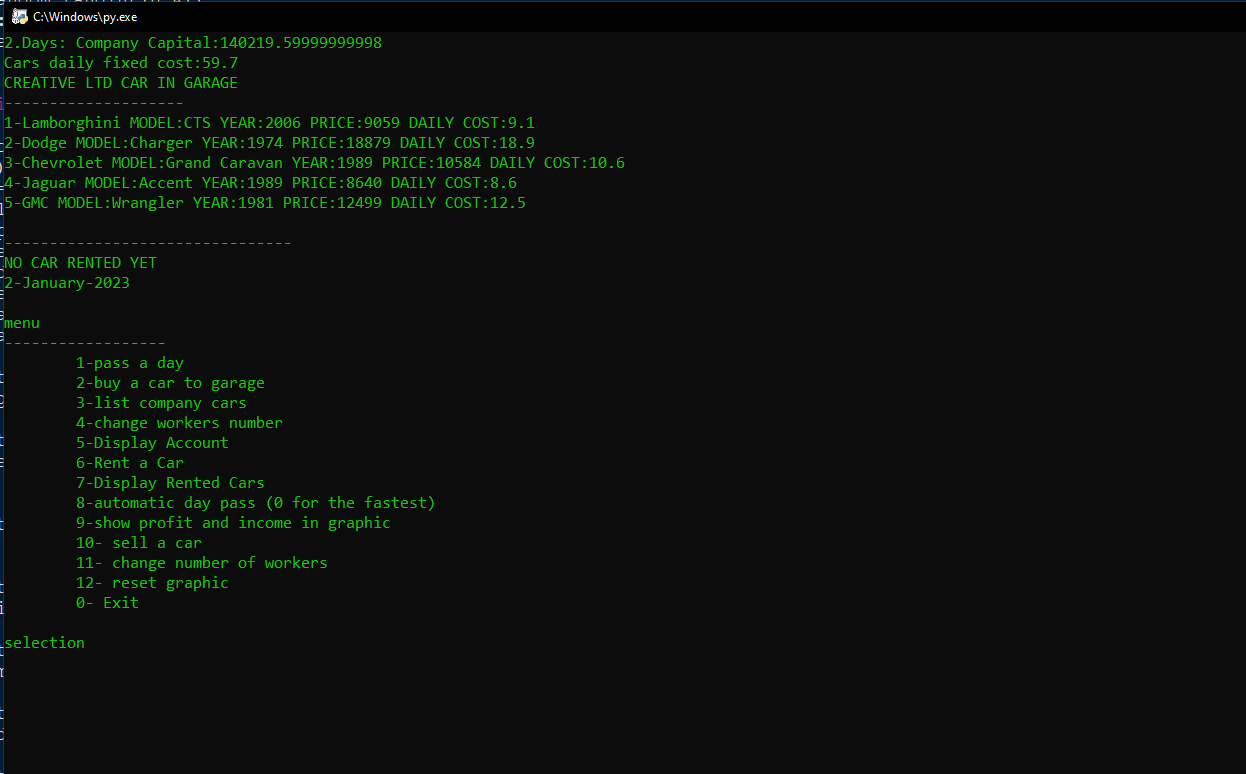 C:\Windows\py.exe
2.Days: Company Capital:140219.59999999998
Cars daily fixed cost:59.7
CREATIVE LTD CAR IN GARAGE
--------------------
1-Lamborghini MODEL:CTS YEAR:2006 PRICE:9059 DAILY COST:9.1
2-Dodge MODEL:Charger YEAR:1974 PRICE:18879 DAILY COST:18.9
3-Chevrolet MODEL:Grand Caravan YEAR:1989 PRICE:10584 DAILY COST:10.6
4-Jaguar MODEL:Accent YEAR:1989 PRICE:8640 DAILY COST:8.6
5-GMC MODEL:Wrangler YEAR:1981 PRICE:12499 DAILY COST:12.5
--------------------------------
NO CAR RENTED YET
2-January-2023
menu
------------------
1-pass a day
2-buy a car to garage
3-list company cars
4-change workers number
5-Display Account
6-Rent a Car
7-Display Rented Cars
8-automatic day pass (0 for the fastest)
9-show profit and income in graphic
10- sell a car
11- change number of workers
12- reset graphic
0- Exit
selection